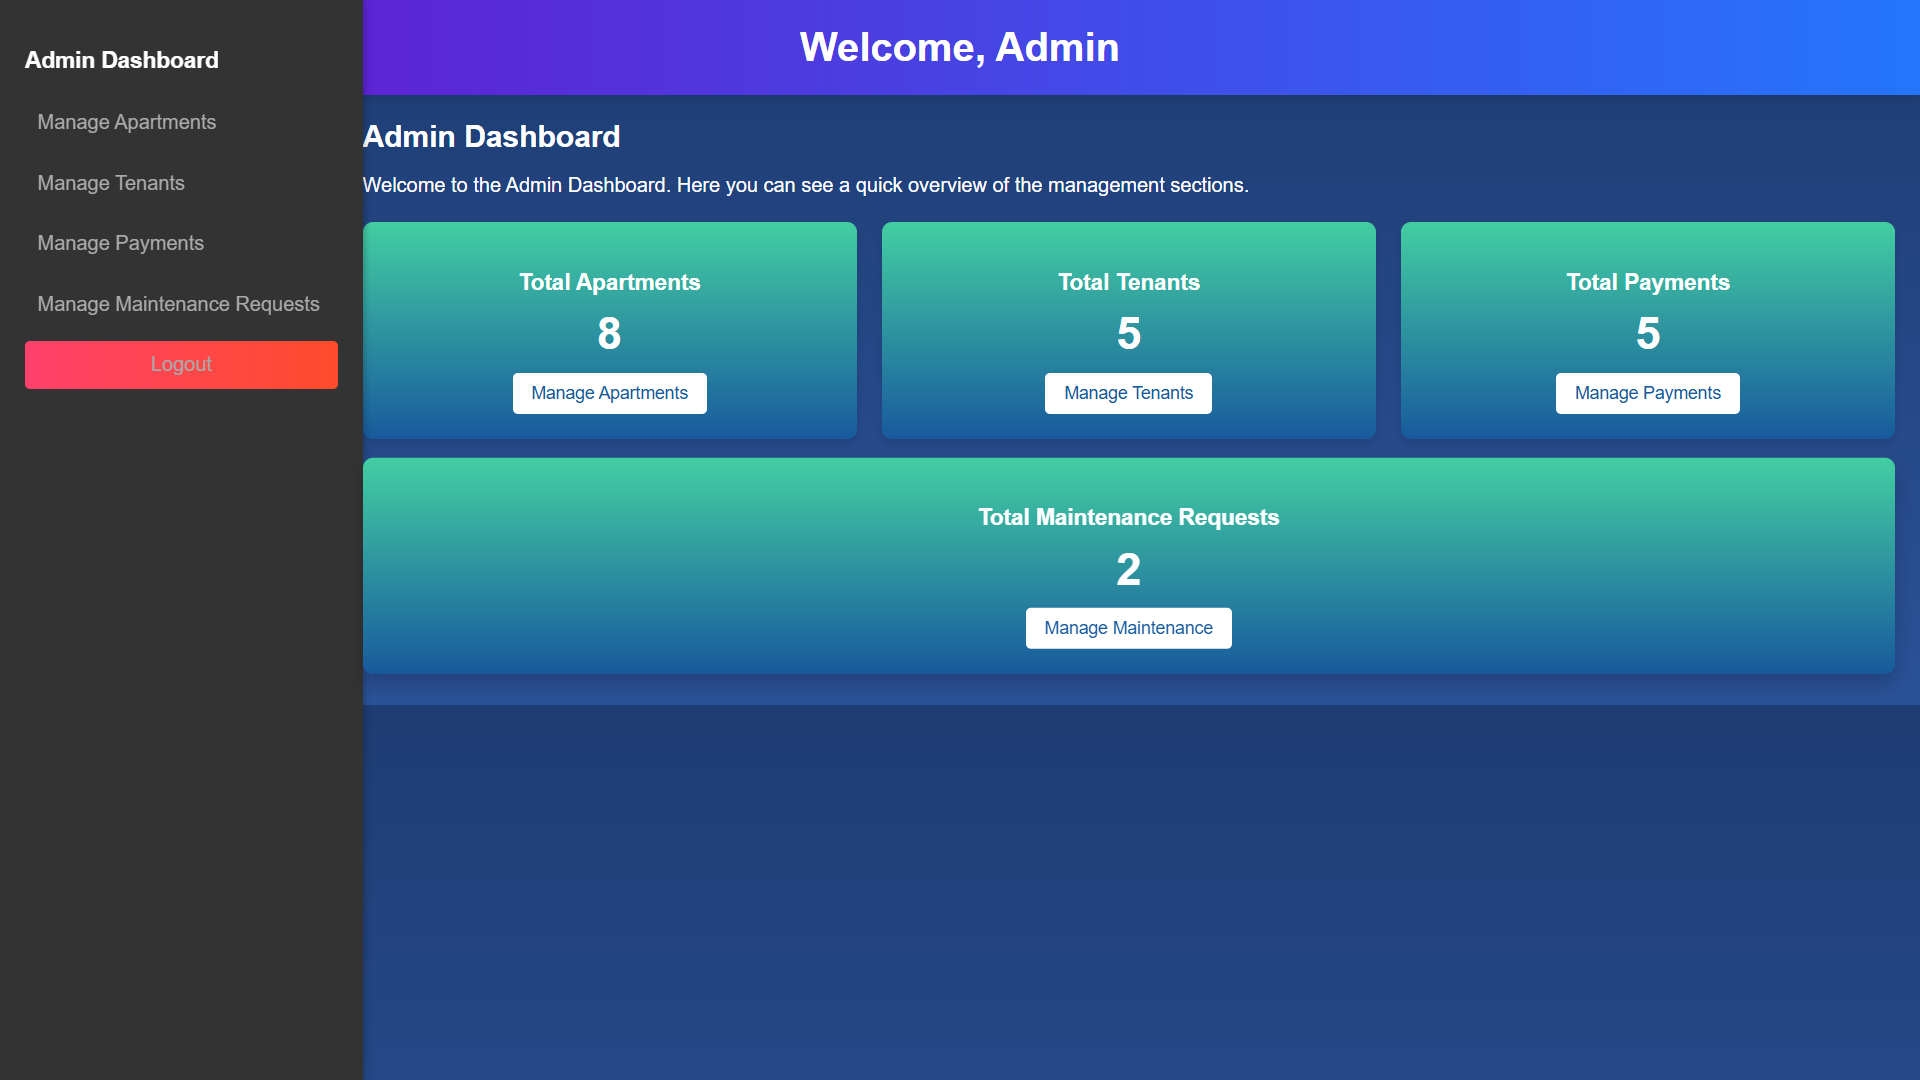 Admin Dashboard
Manage Apartments
Manage Tenants
Manage Payments
Manage Maintenance Requests
Logout
Welcome, Admin
Admin Dashboard
Welcome to the Admin Dashboard. Here you can see a quick overview of the management sections.
Total Apartments
8
Manage Apartments
Total Tenants
5
Manage Tenants
Total Payments
5
Manage Payments
Total Maintenance Requests
2
Manage Maintenance